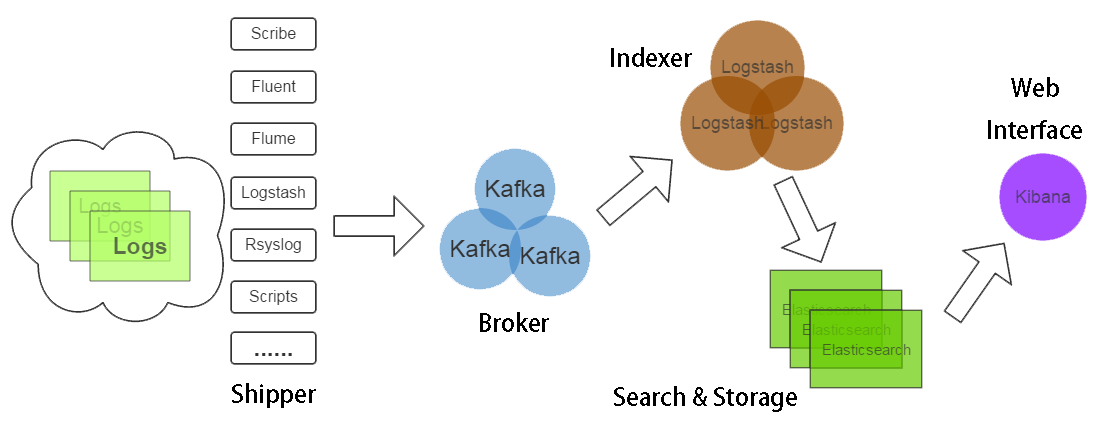 Logs
Logs
Logs
Scribe
Fluent
Flume
Logstash
Rsyslog
Scripts
......
Shipper
Kafka
Kafka
Kafka
Broker
Indexer
Logstash
Logstash
Logstash
Elasticsearch
Elasticsearch
Elasticsearch
Search & Storage
Web
Interface
Kibana